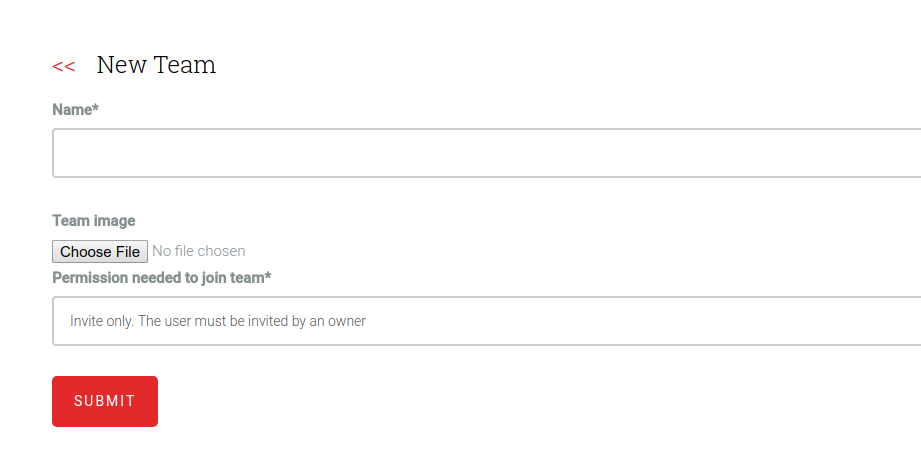 << New Team
Name*
Team image
Choose File No file chosen
Permission needed to join team*
Invite only. The user must be invited by an owner
SUBMIT